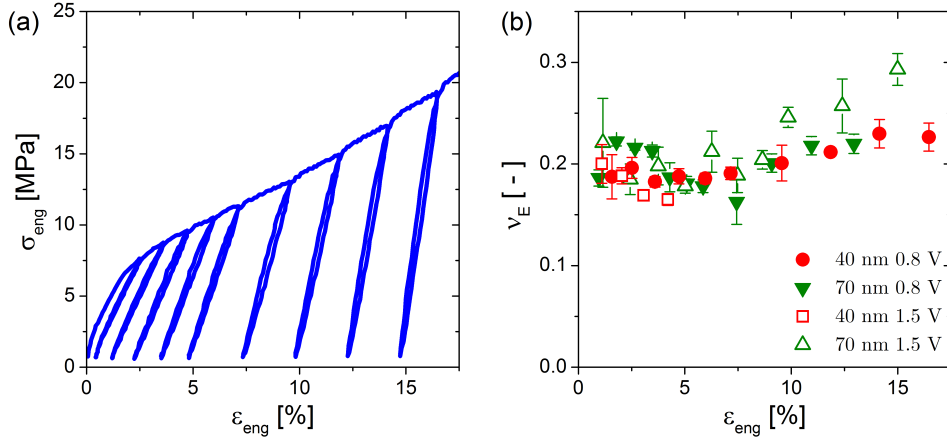 (a)
25
20
15
10
5
0
σeng [MPa]
0 5 10 15
εeng [%]
(b)
0.3
0.2
0.1
0.0
νE [ - ]
40 nm 0.8 V
70 nm 0.8 V
40 nm 1.5 V
70 nm 1.5 V
0 5 10 15
εeng [%]